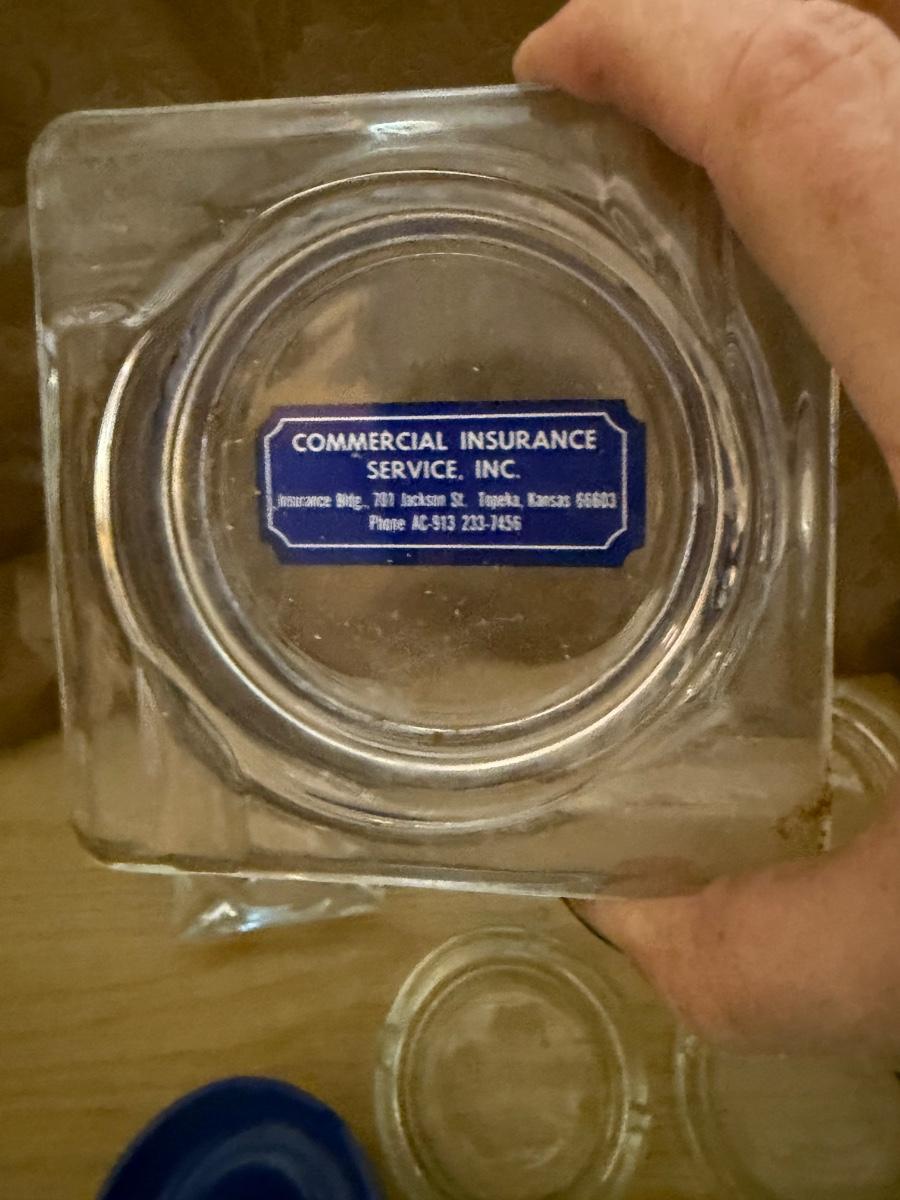 COMMERCIAL INSURANCE
SERVICE, INC.
Insurance Bldg., 701 Jackson St. Topeka, Kansas 66603
Phone AC-913 233-7456